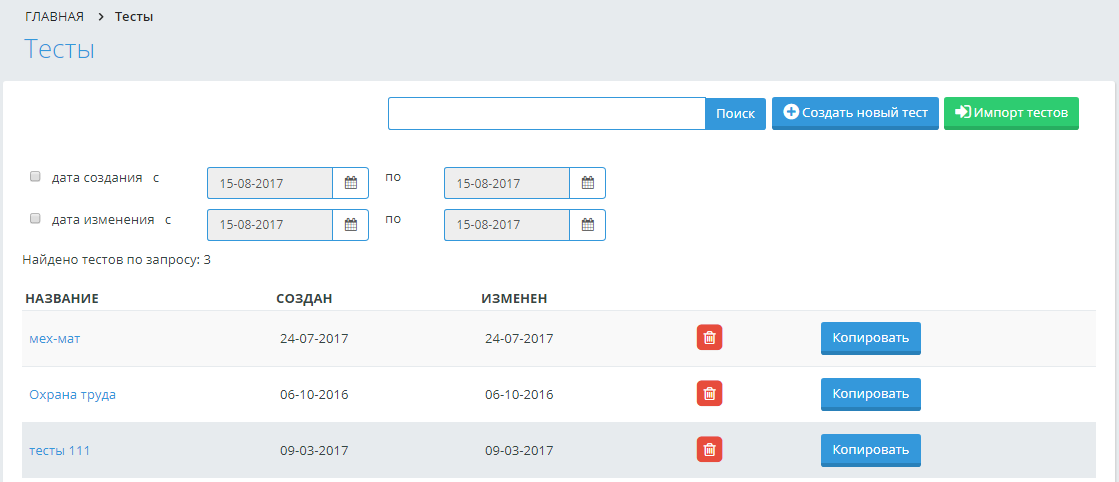 ГЛАВНАЯ > Тесты
Тесты
Поиск Создать новый тест Импорт тестов
дата создания с 15-08-2017 по 15-08-2017
дата изменения с 15-08-2017 по 15-08-2017
Найдено тестов по запросу: 3
НАЗВАНИЕ СОЗДАН ИЗМЕНЕН
мех-мат 24-07-2017 24-07-2017 Копировать
Охрана труда 06-10-2016 06-10-2016 Копировать
тесты 111 09-03-2017 09-03-2017 Копировать